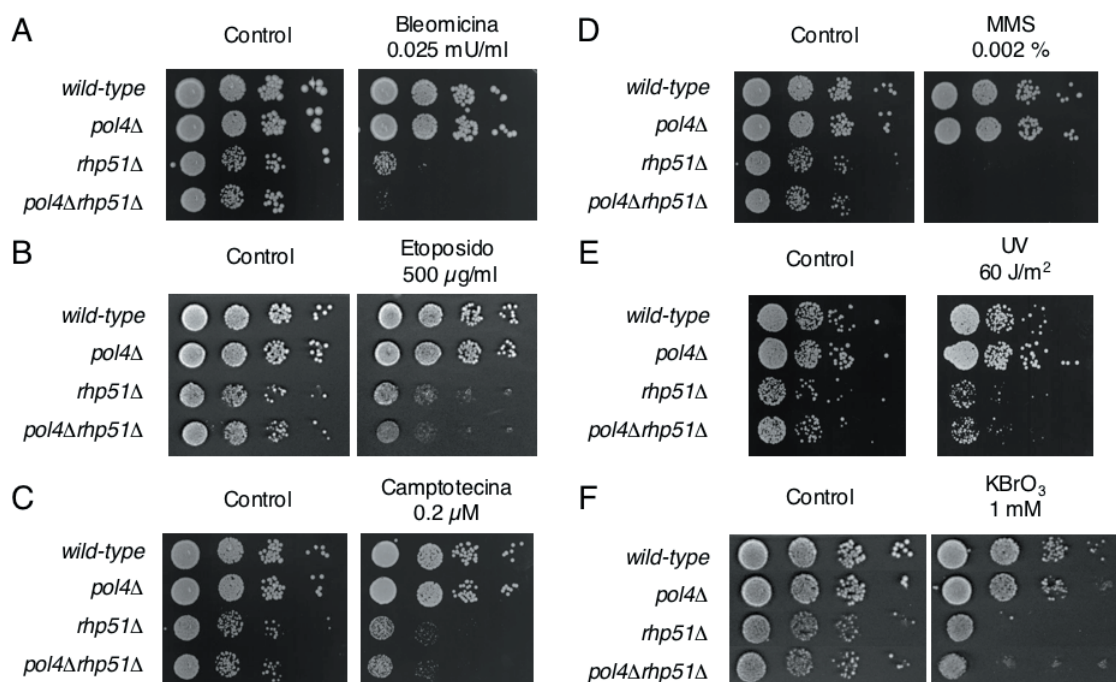 A
Control
Bleomicina
0.025 mU/ml
wild-type
pol4Δ
rhp51Δ
pol4Δrhp51Δ
B
Control
Etoposido
500 µg/ml
wild-type
pol4Δ
rhp51Δ
pol4Δrhp51Δ
C
Control
Camptotecina
0.2 µM
wild-type
pol4Δ
rhp51Δ
pol4Δrhp51Δ
D
Control
MMS
0.002 %
wild-type
pol4Δ
rhp51Δ
pol4Δrhp51Δ
E
Control
UV
60 J/m²
wild-type
pol4Δ
rhp51Δ
pol4Δrhp51Δ
F
Control
KBrO₃
1 mM
wild-type
pol4Δ
rhp51Δ
pol4Δrhp51Δ